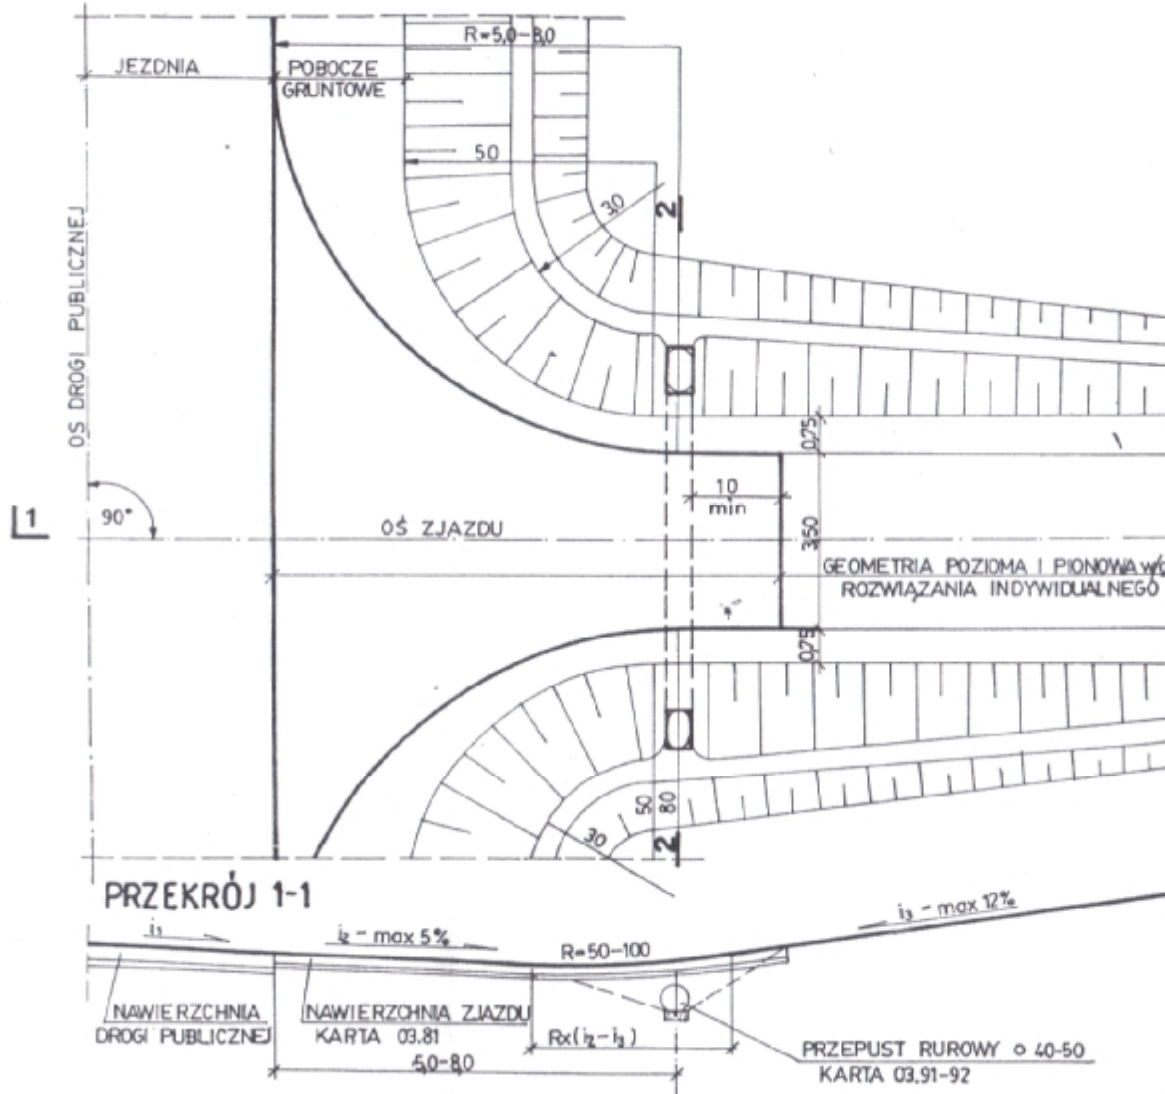 R=5,0-8,0
JEZDNIA
POBOCZE
GRUNTOWE
50
30
2
OŚ DROGI PUBLICZNEJ
0,75
1
90°
OŚ ZJAZDU
10
min
3,50
GEOMETRIA POZIOMA I PIONOWA
ROZWIĄZANIA INDYWIDUALNEGO
0,75
50
80
30
2
PRZEKRÓJ 1-1
i₁
i₂ - max 5%
R=50-100
i₃ - max 12%
NAWIERZCHNIA
DROGI PUBLICZNEJ
NAWIERZCHNIA ZJAZDU
KARTA 03.81
Rx(i₂-i₃)
5,0-8,0
PRZEPUST RUROWY o 40-50
KARTA 03.91-92